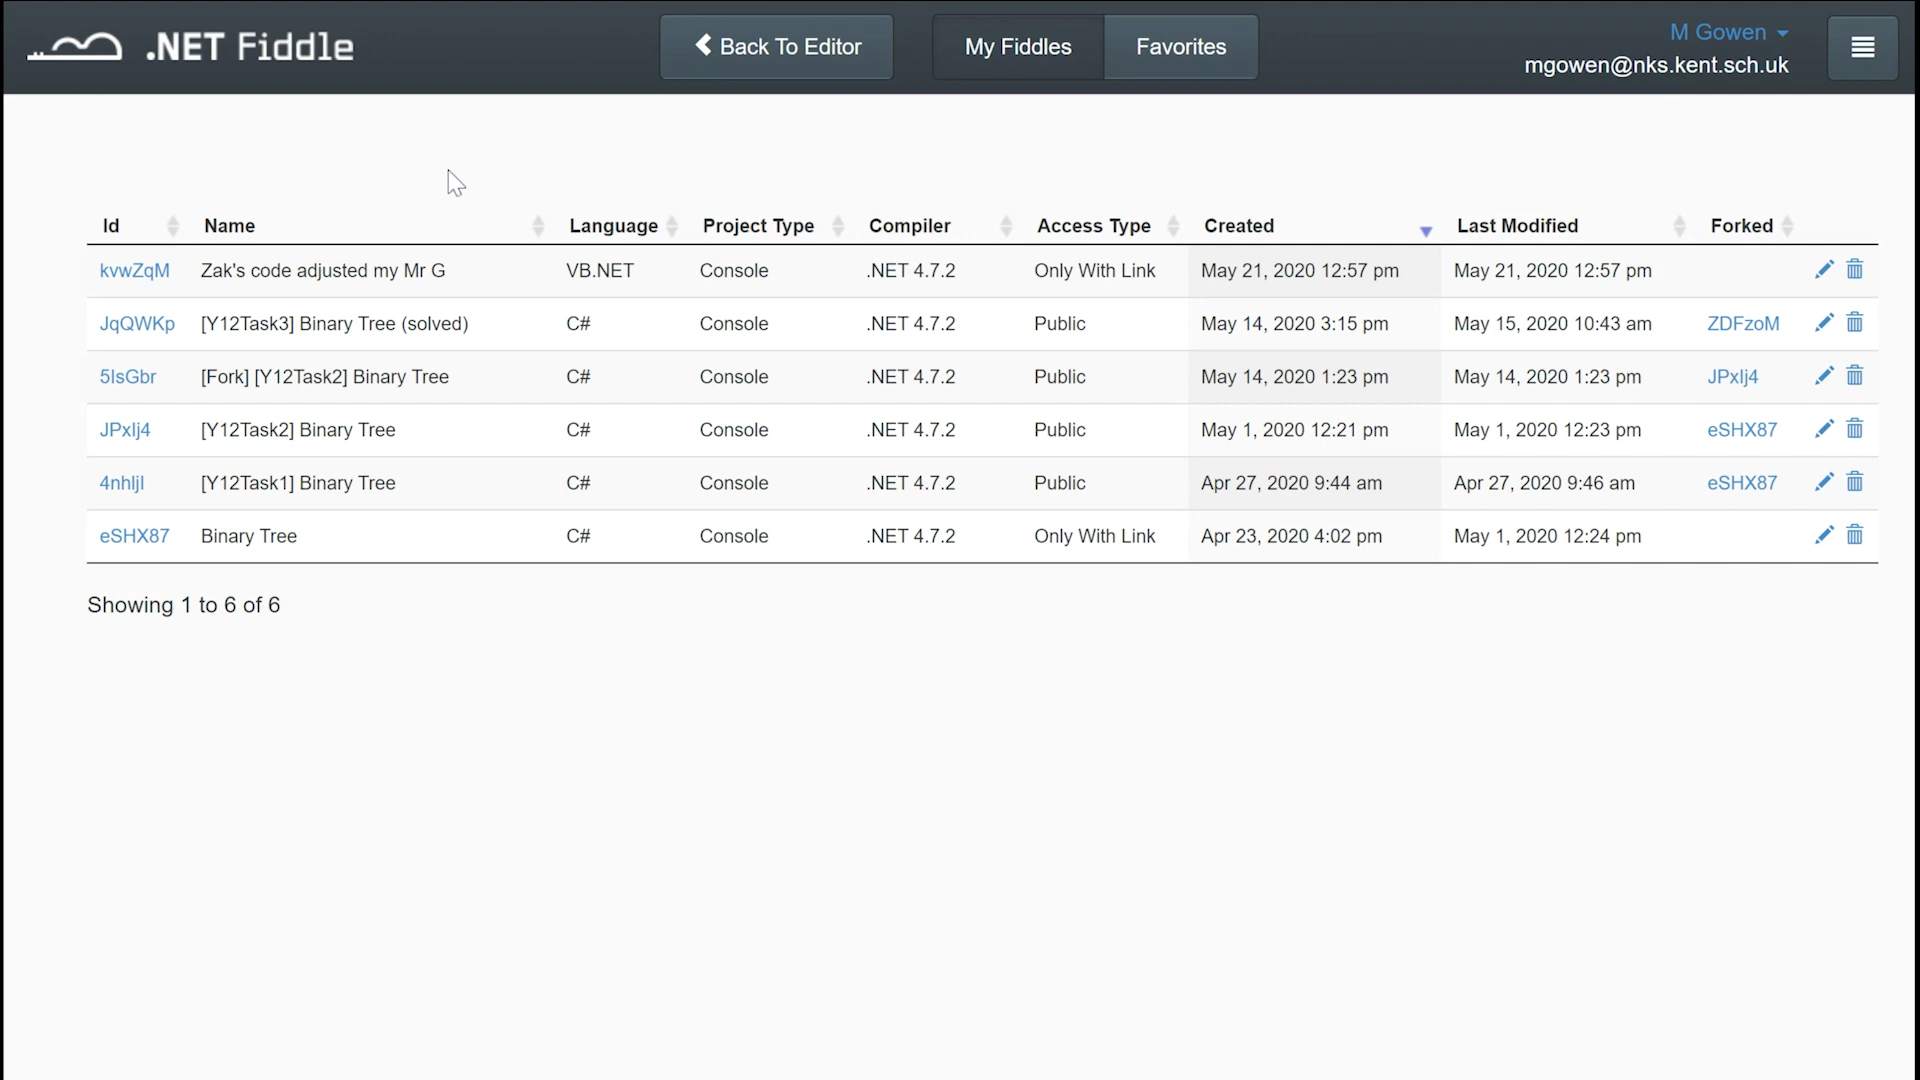 .NET Fiddle
Back To Editor
My Fiddles
Favorites
M Gowen
mgowen@nks.kent.sch.uk
Id Name Language Project Type Compiler Access Type Created Last Modified Forked
kvwZqM Zak's code adjusted my Mr G VB.NET Console .NET 4.7.2 Only With Link May 21, 2020 12:57 pm May 21, 2020 12:57 pm
JqQWKp [Y12Task3] Binary Tree (solved) C# Console .NET 4.7.2 Public May 14, 2020 3:15 pm May 15, 2020 10:43 am ZDFzoM
5IsGbr [Fork] [Y12Task2] Binary Tree C# Console .NET 4.7.2 Public May 14, 2020 1:23 pm May 14, 2020 1:23 pm JPxIj4
JPxIj4 [Y12Task2] Binary Tree C# Console .NET 4.7.2 Public May 1, 2020 12:21 pm May 1, 2020 12:23 pm eSHX87
4nhIjI [Y12Task1] Binary Tree C# Console .NET 4.7.2 Public Apr 27, 2020 9:44 am Apr 27, 2020 9:46 am eSHX87
eSHX87 Binary Tree C# Console .NET 4.7.2 Only With Link Apr 23, 2020 4:02 pm May 1, 2020 12:24 pm
Showing 1 to 6 of 6